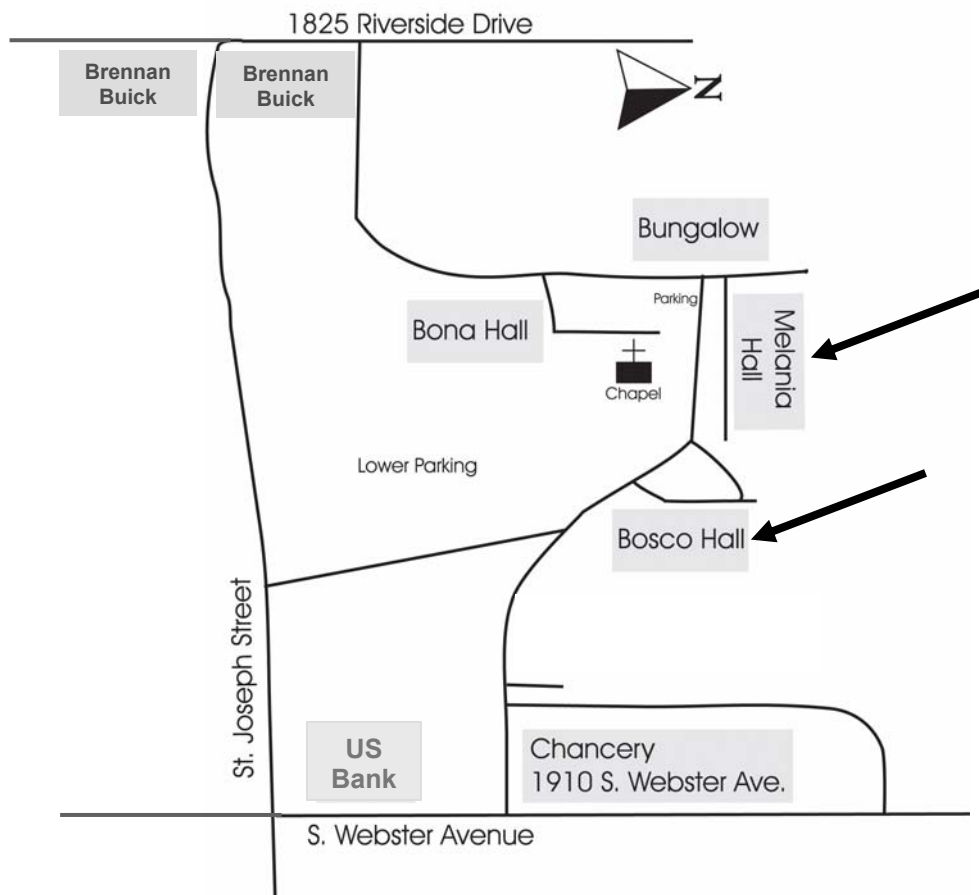 1825 Riverside Drive
Brennan
Buick
Brennan
Buick
N
Bungalow
Parking
Bona Hall
Melania
Hall
Chapel
Lower Parking
Bosco Hall
St. Joseph Street
US
Bank
Chancery
1910 S. Webster Ave.
S. Webster Avenue